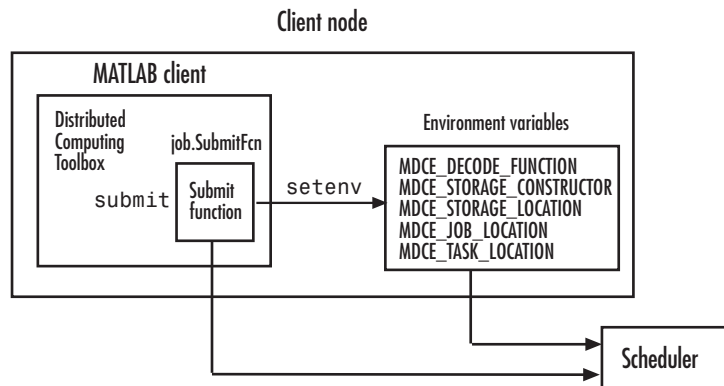 Client node
MATLAB client
Distributed
Computing
Toolbox
job.SubmitFcn
submit
Submit
function
setenv
Environment variables
MDCE_DECODE_FUNCTION
MDCE_STORAGE_CONSTRUCTOR
MDCE_STORAGE_LOCATION
MDCE_JOB_LOCATION
MDCE_TASK_LOCATION
Scheduler